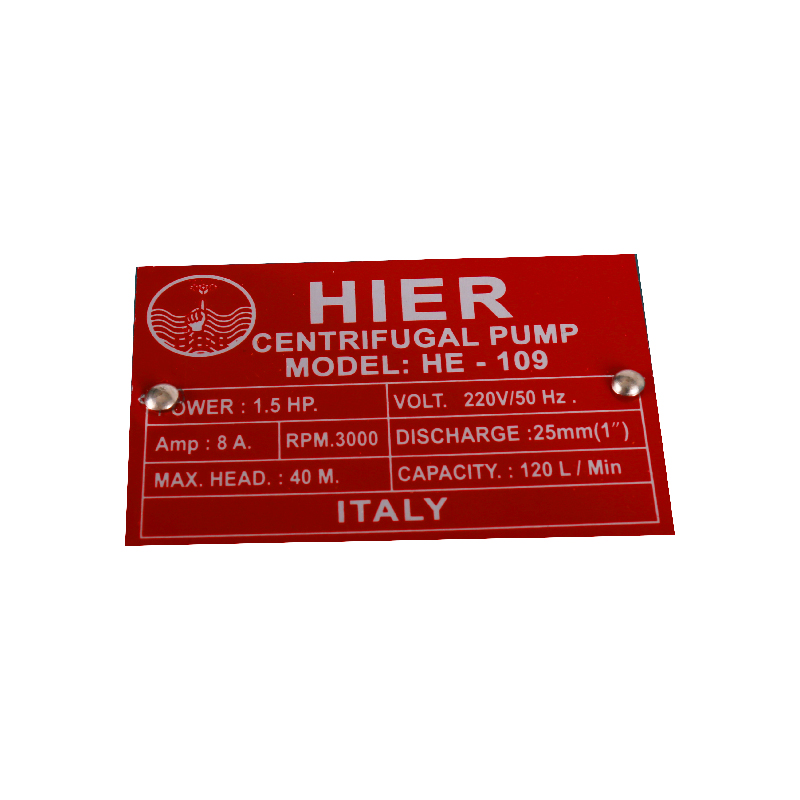 HIER
CENTRIFUGAL PUMP
MODEL: HE - 109
POWER : 1.5 HP. VOLT. 220V/50 Hz .
Amp : 8 A. RPM.3000 DISCHARGE :25mm(1″)
MAX. HEAD. : 40 M. CAPACITY. : 120 L / Min
ITALY